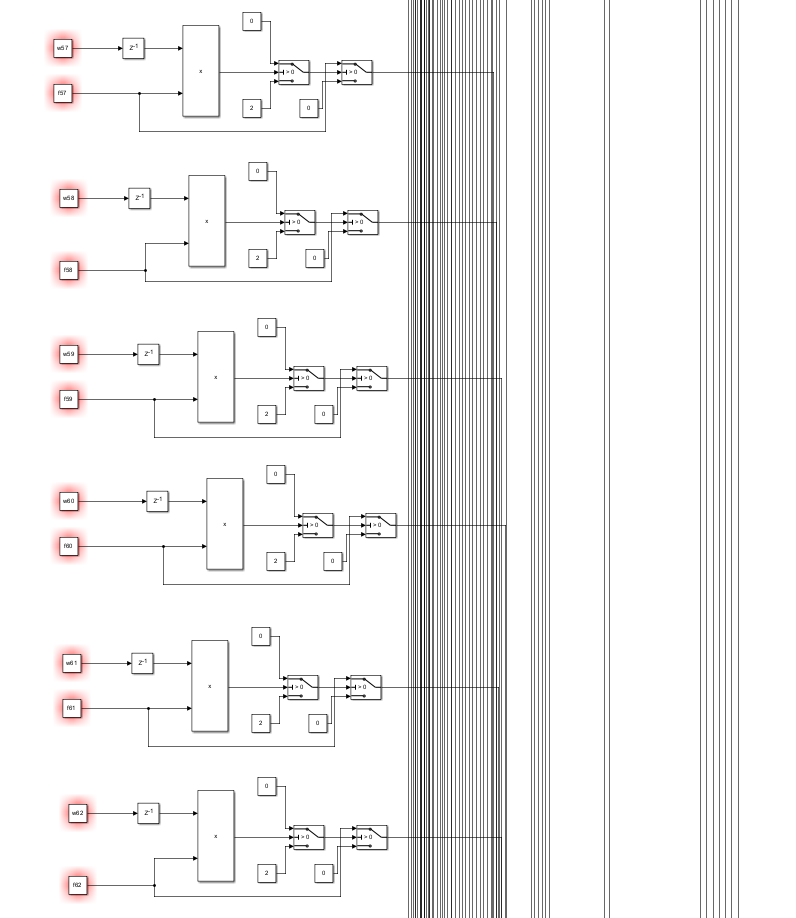 0
w57 Z-1 x > 0 > 0
f57
2 0
0
w58 Z-1 x > 0 > 0
f58
2 0
0
w59 Z-1 x > 0 > 0
f59
2 0
0
w60 Z-1 x > 0 > 0
f60
2 0
0
w61 Z-1 x > 0 > 0
f61
2 0
0
w62 Z-1 x > 0 > 0
2 0
f62